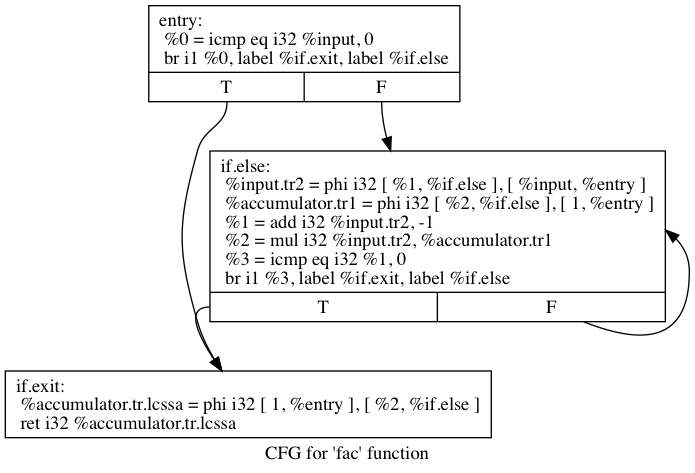 entry:
%0 = icmp eq i32 %input, 0
br i1 %0, label %if.exit, label %if.else
T F
if.else:
%input.tr2 = phi i32 [ %1, %if.else ], [ %input, %entry ]
%accumulator.tr1 = phi i32 [ %2, %if.else ], [ 1, %entry ]
%1 = add i32 %input.tr2, -1
%2 = mul i32 %input.tr2, %accumulator.tr1
%3 = icmp eq i32 %1, 0
br i1 %3, label %if.exit, label %if.else
T F
if.exit:
%accumulator.tr.lcssa = phi i32 [ 1, %entry ], [ %2, %if.else ]
ret i32 %accumulator.tr.lcssa
CFG for 'fac' function